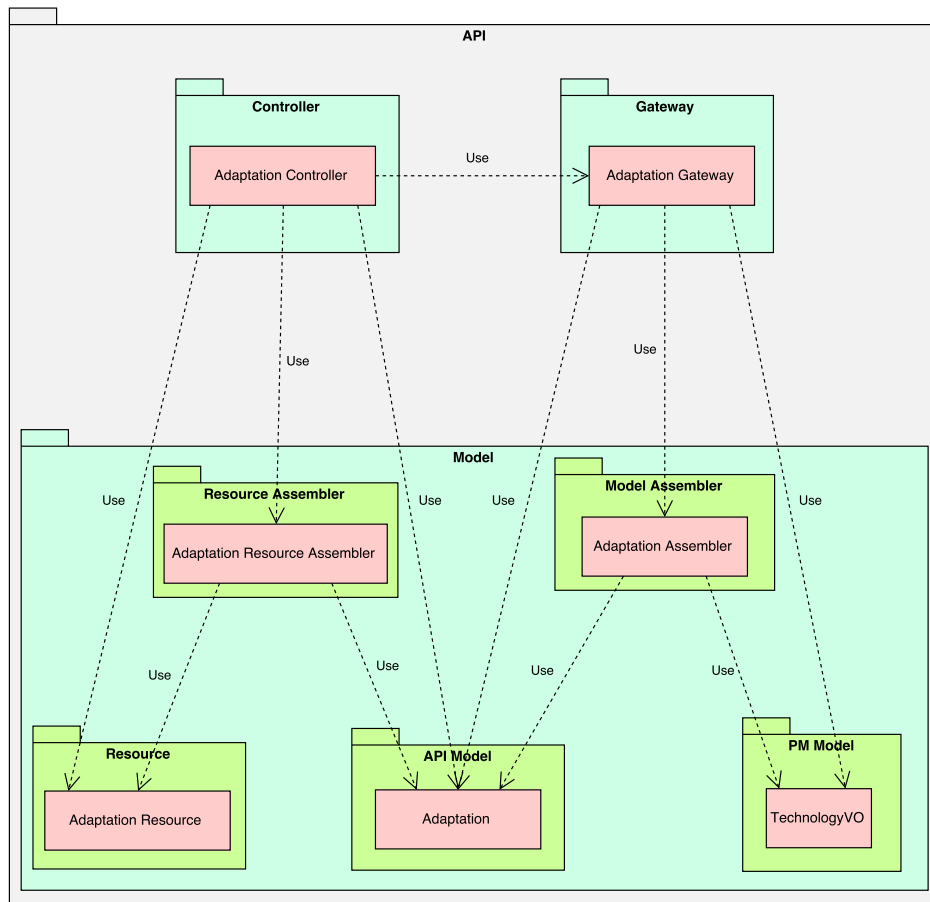 API
Controller
Gateway
Adaptation Controller
Use
Adaptation Gateway
Use
Use
Model
Resource Assembler
Model Assembler
Use
Use
Use
Use
Adaptation Resource Assembler
Adaptation Assembler
Use
Use
Use
Use
Resource
API Model
PM Model
Adaptation Resource
Adaptation
TechnologyVO